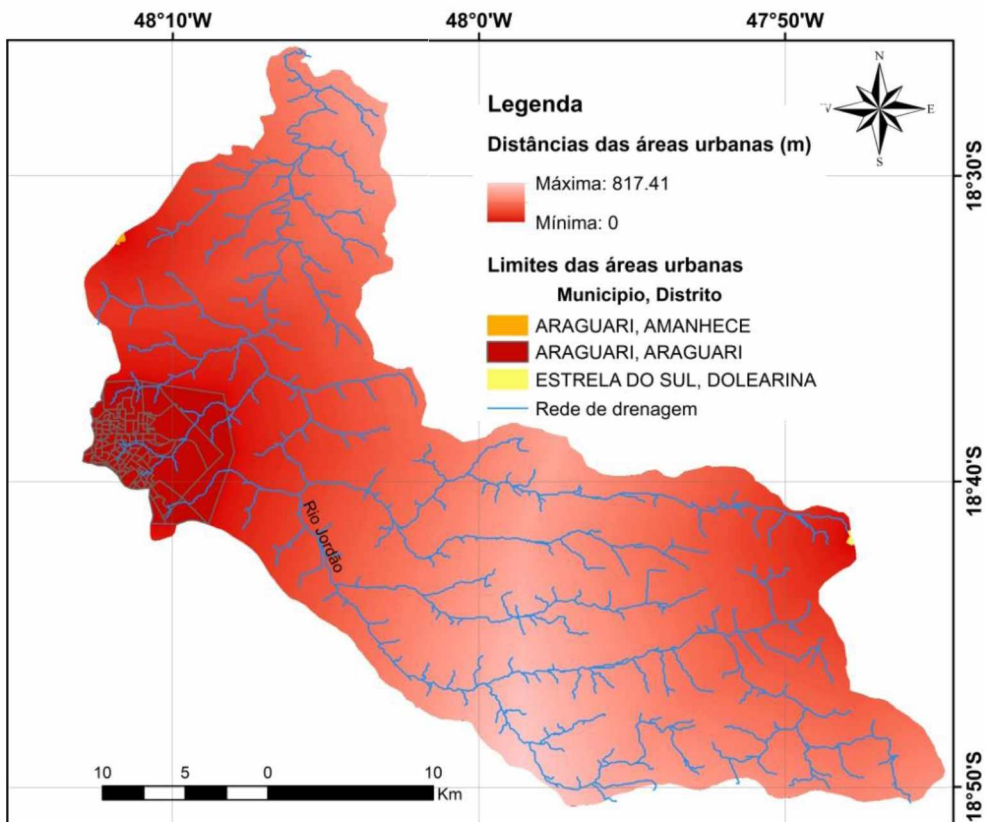 48°10'W 48°0'W 47°50'W
N
E
S
Legenda
Distâncias das áreas urbanas (m)
Máxima: 817.41
Mínima: 0
Limites das áreas urbanas
Municipio, Distrito
ARAGUARI, AMANHECE
ARAGUARI, ARAGUARI
ESTRELA DO SUL, DOLEARINA
Rede de drenagem
18°30'S
18°40'S
18°50'S
Rio Jordão
10 5 0 10
Km